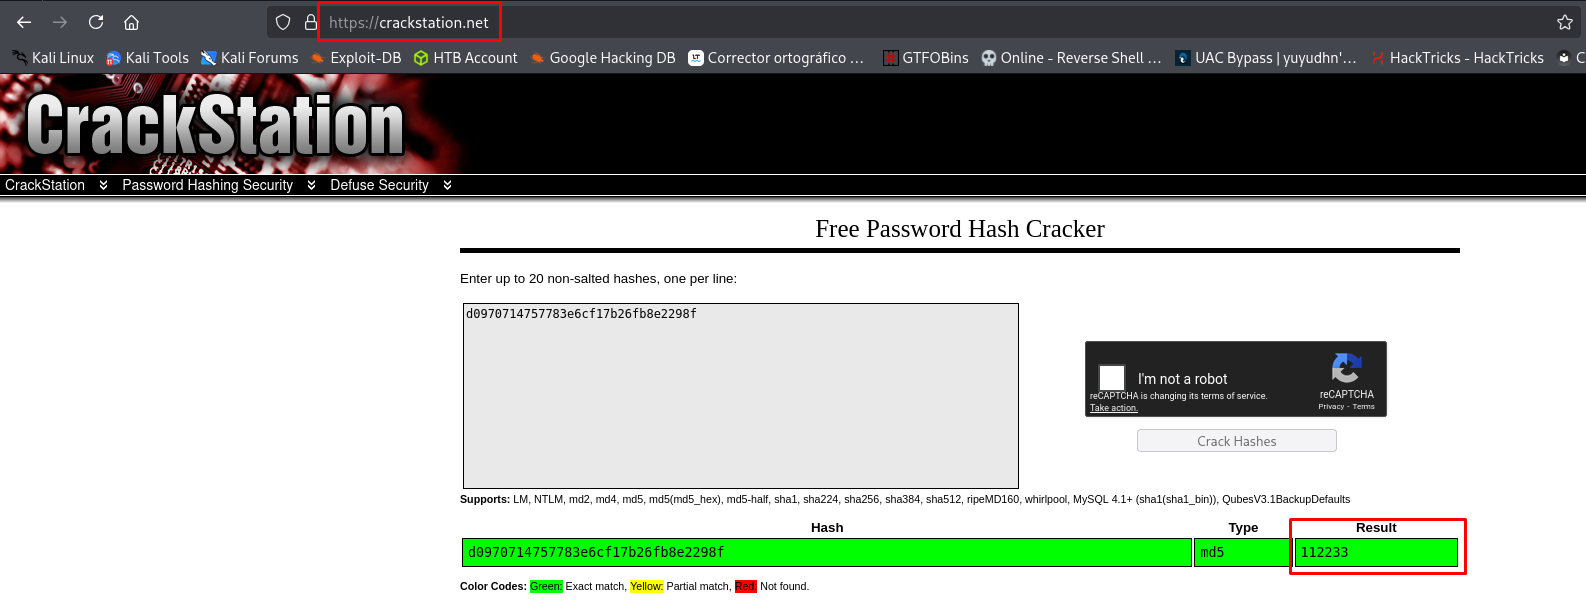 https://crackstation.net
Kali Linux Kali Tools Kali Forums Exploit-DB HTB Account Google Hacking DB Corrector ortográfico ... GTFOBins Online - Reverse Shell ... UAC Bypass | yuyudhn'... HackTricks - HackTricks C
CrackStation
CrackStation Password Hashing Security Defuse Security
Free Password Hash Cracker
Enter up to 20 non-salted hashes, one per line:
d0970714757783e6cf17b26fb8e2298f
I'm not a robot
reCAPTCHA is changing its terms of service.
Take action.
reCAPTCHA
Privacy - Terms
Crack Hashes
Supports: LM, NTLM, md2, md4, md5, md5(md5_hex), md5-half, sha1, sha224, sha256, sha384, sha512, ripeMD160, whirlpool, MySQL 4.1+ (sha1(sha1_bin)), QubesV3.1BackupDefaults
Hash Type Result
d0970714757783e6cf17b26fb8e2298f md5 112233
Color Codes: Green: Exact match, Yellow: Partial match, Red: Not found.